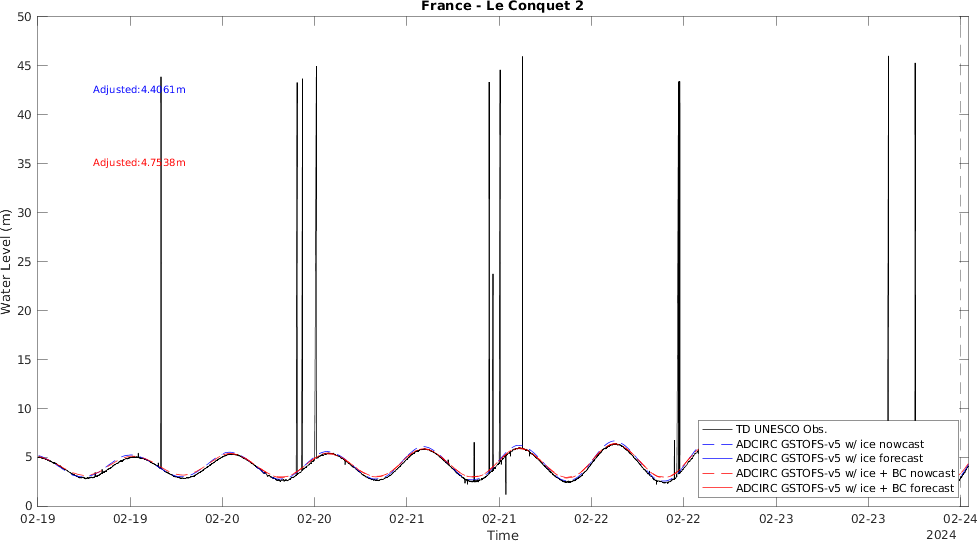 France - Le Conquet 2
50
45
40
35
30
25
20
15
10
5
0
Water Level (m)
Adjusted:4.4061m
Adjusted:4.7538m
TD UNESCO Obs.
ADCIRC GSTOFS-v5 w/ ice nowcast
ADCIRC GSTOFS-v5 w/ ice forecast
ADCIRC GSTOFS-v5 w/ ice + BC nowcast
ADCIRC GSTOFS-v5 w/ ice + BC forecast
02-19 02-19 02-20 02-20 02-21 02-21 02-22 02-22 02-23 02-23 02-24
Time
2024